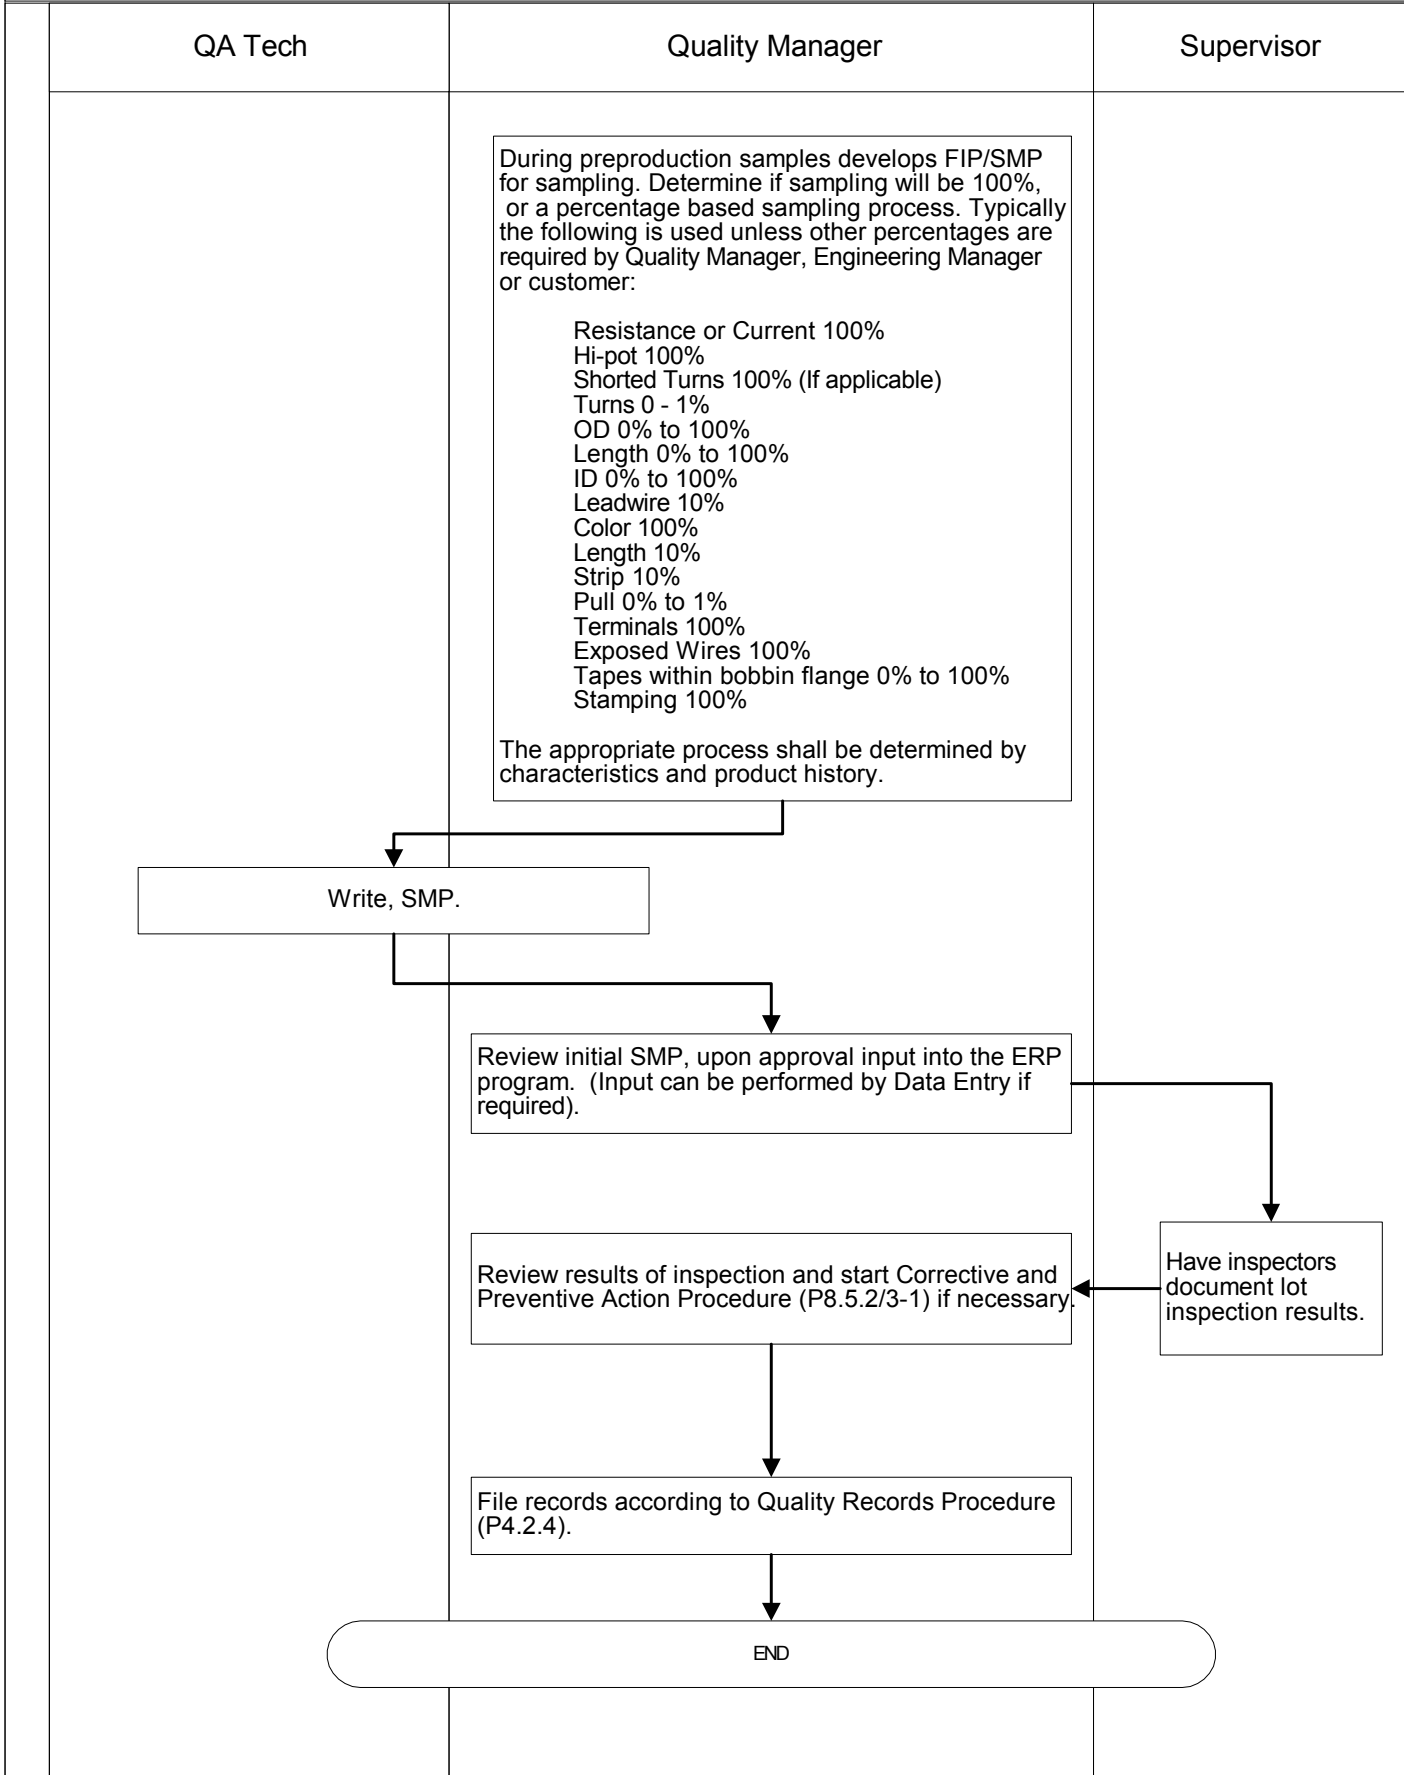 QA Tech
Quality Manager
Supervisor
During preproduction samples develops FIP/SMP
for sampling. Determine if sampling will be 100%,
or a percentage based sampling process. Typically
the following is used unless other percentages are
required by Quality Manager, Engineering Manager
or customer:
Resistance or Current 100%
Hi-pot 100%
Shorted Turns 100% (If applicable)
Turns 0 - 1%
OD 0% to 100%
Length 0% to 100%
ID 0% to 100%
Leadwire 10%
Color 100%
Length 10%
Strip 10%
Pull 0% to 1%
Terminals 100%
Exposed Wires 100%
Tapes within bobbin flange 0% to 100%
Stamping 100%
The appropriate process shall be determined by
characteristics and product history.
Write, SMP.
Review initial SMP, upon approval input into the ERP
program.  (Input can be performed by Data Entry if
required).
Have inspectors
document lot
inspection results.
Review results of inspection and start Corrective and
Preventive Action Procedure (P8.5.2/3-1) if necessary.
File records according to Quality Records Procedure
(P4.2.4).
END